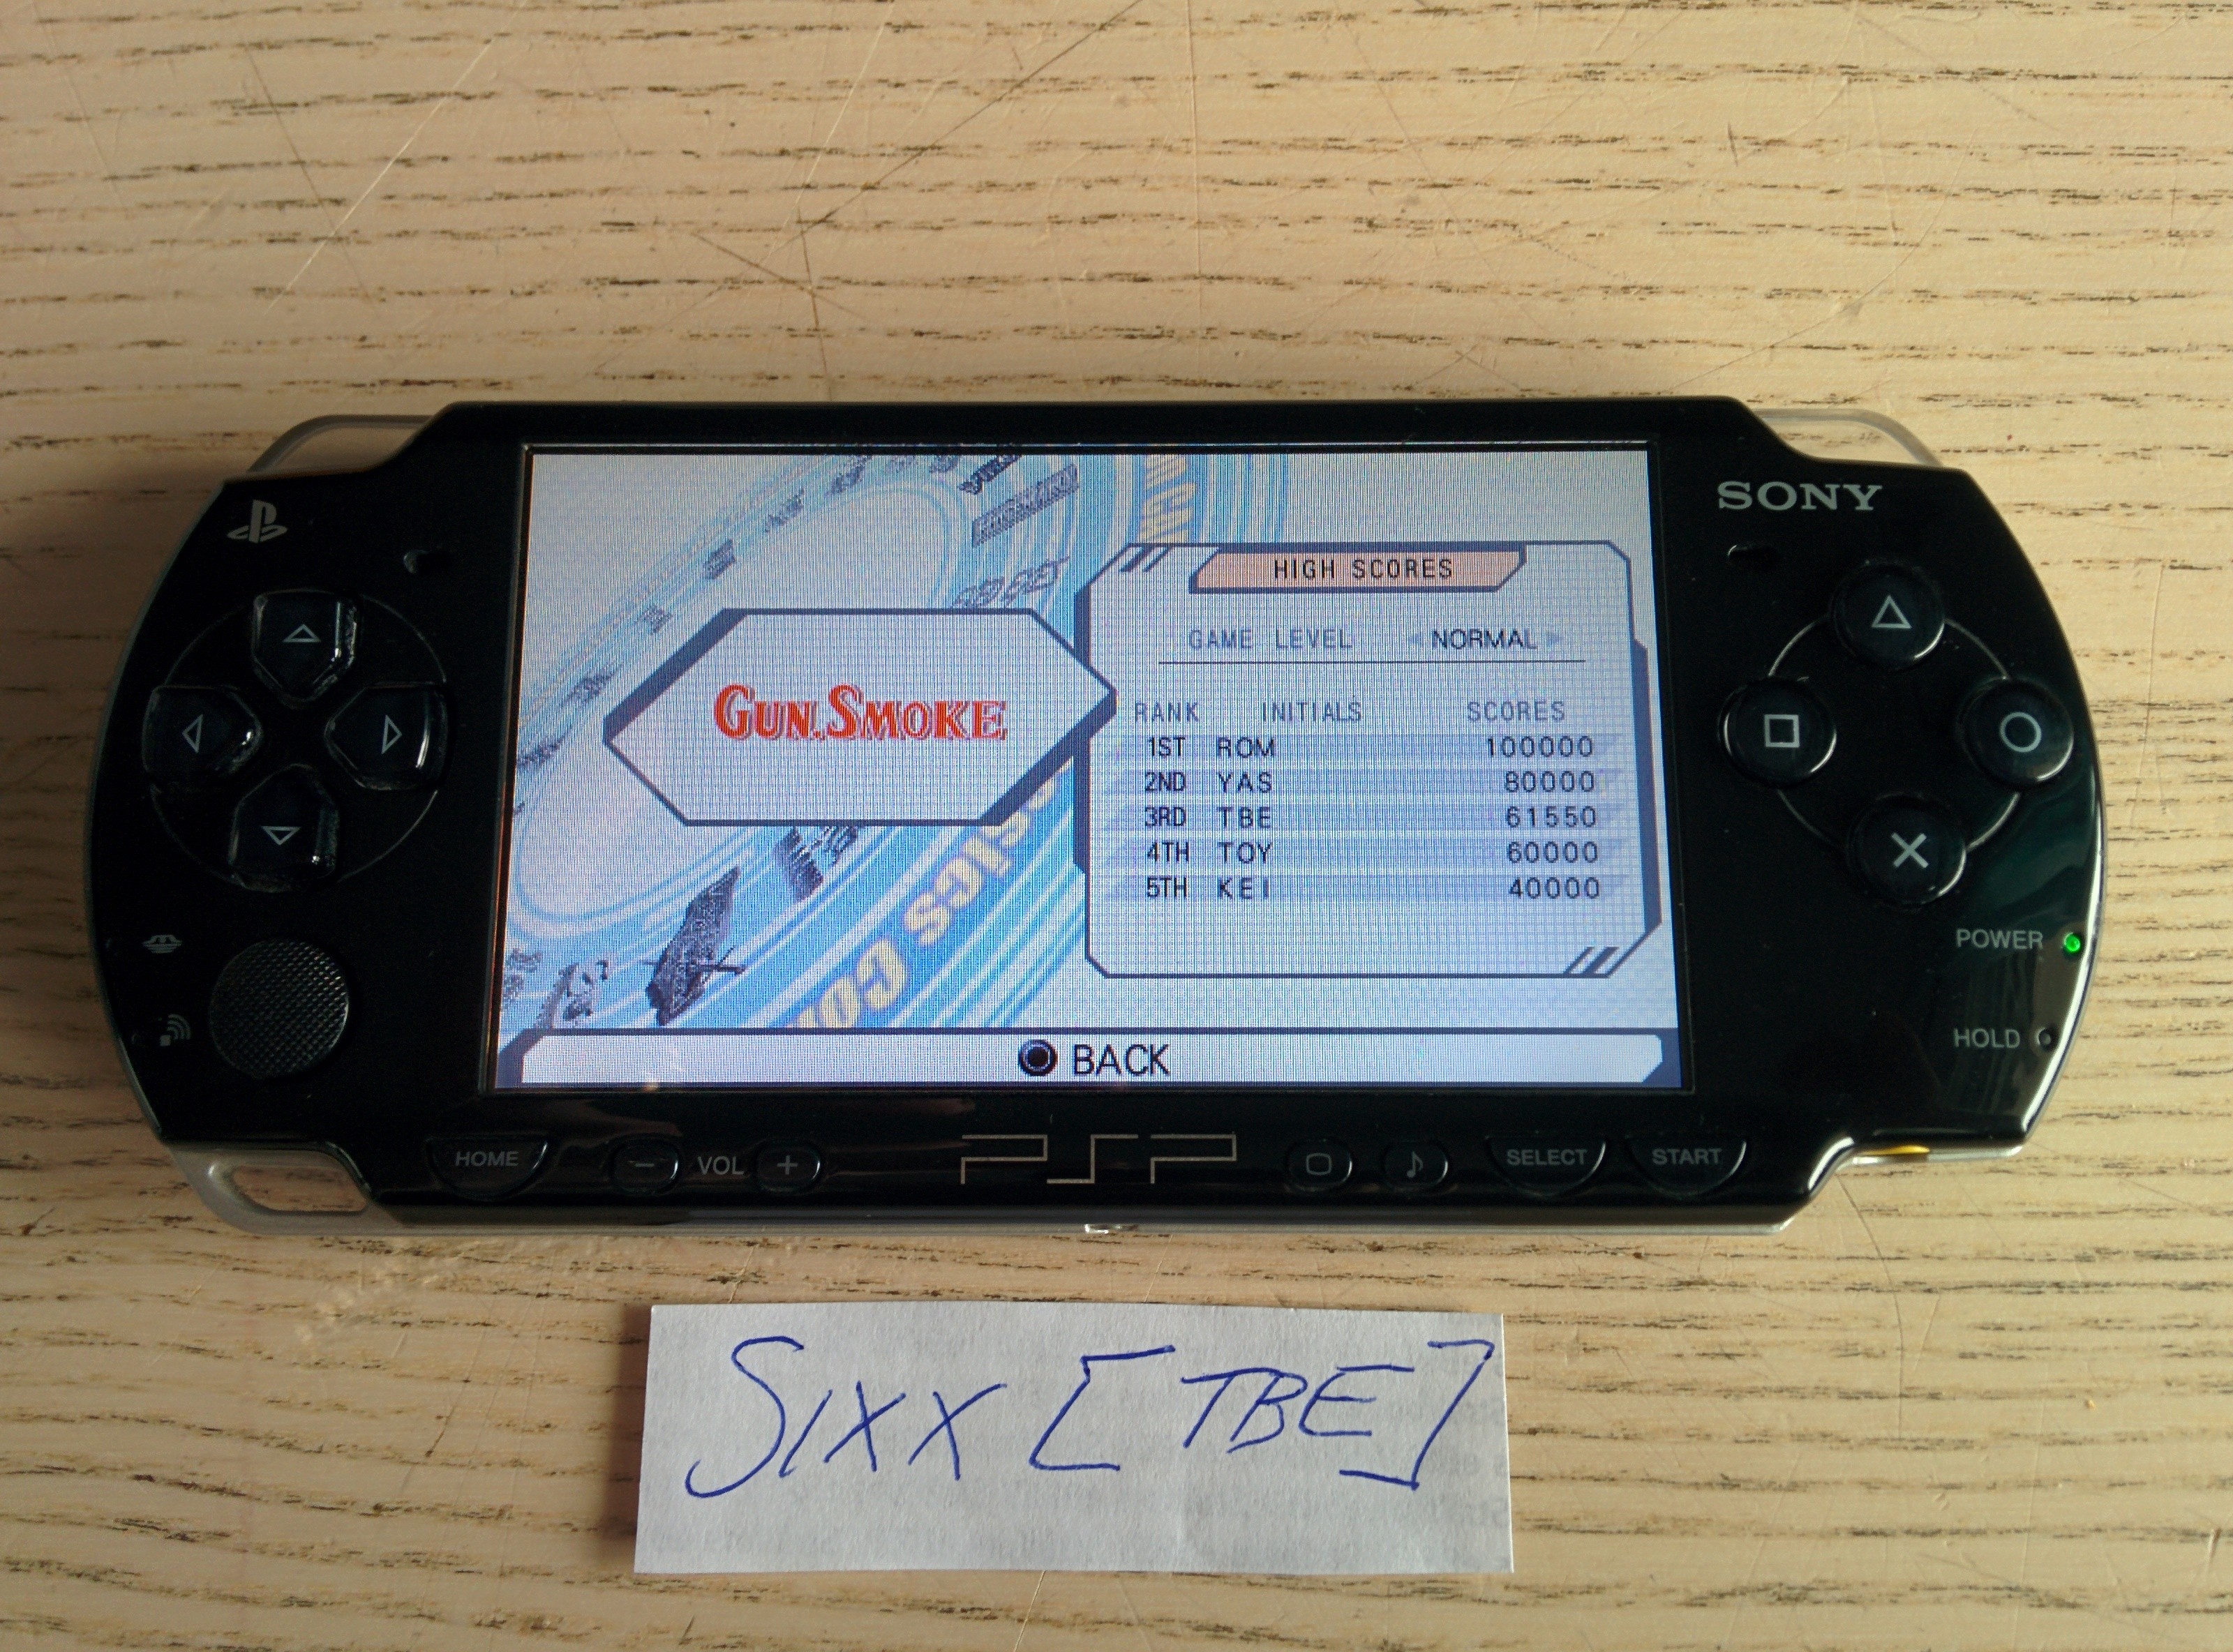 SONY
HIGH SCORES
GAME LEVEL NORMAL
GUN.SMOKE
RANK INITIALS SCORES
1ST ROM 100000
2ND YAS 80000
3RD TBE 61550
4TH TOY 60000
5TH KEI 40000
POWER
HOLD
BACK
HOME
VOL
PSP
SELECT
START
SIXX [TBE]